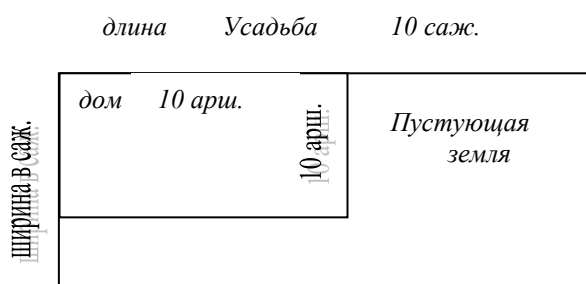 длина Усадьба 10 саж.
дом 10 арш.
10 арш.
Пустующая
земля
ширина в саж.